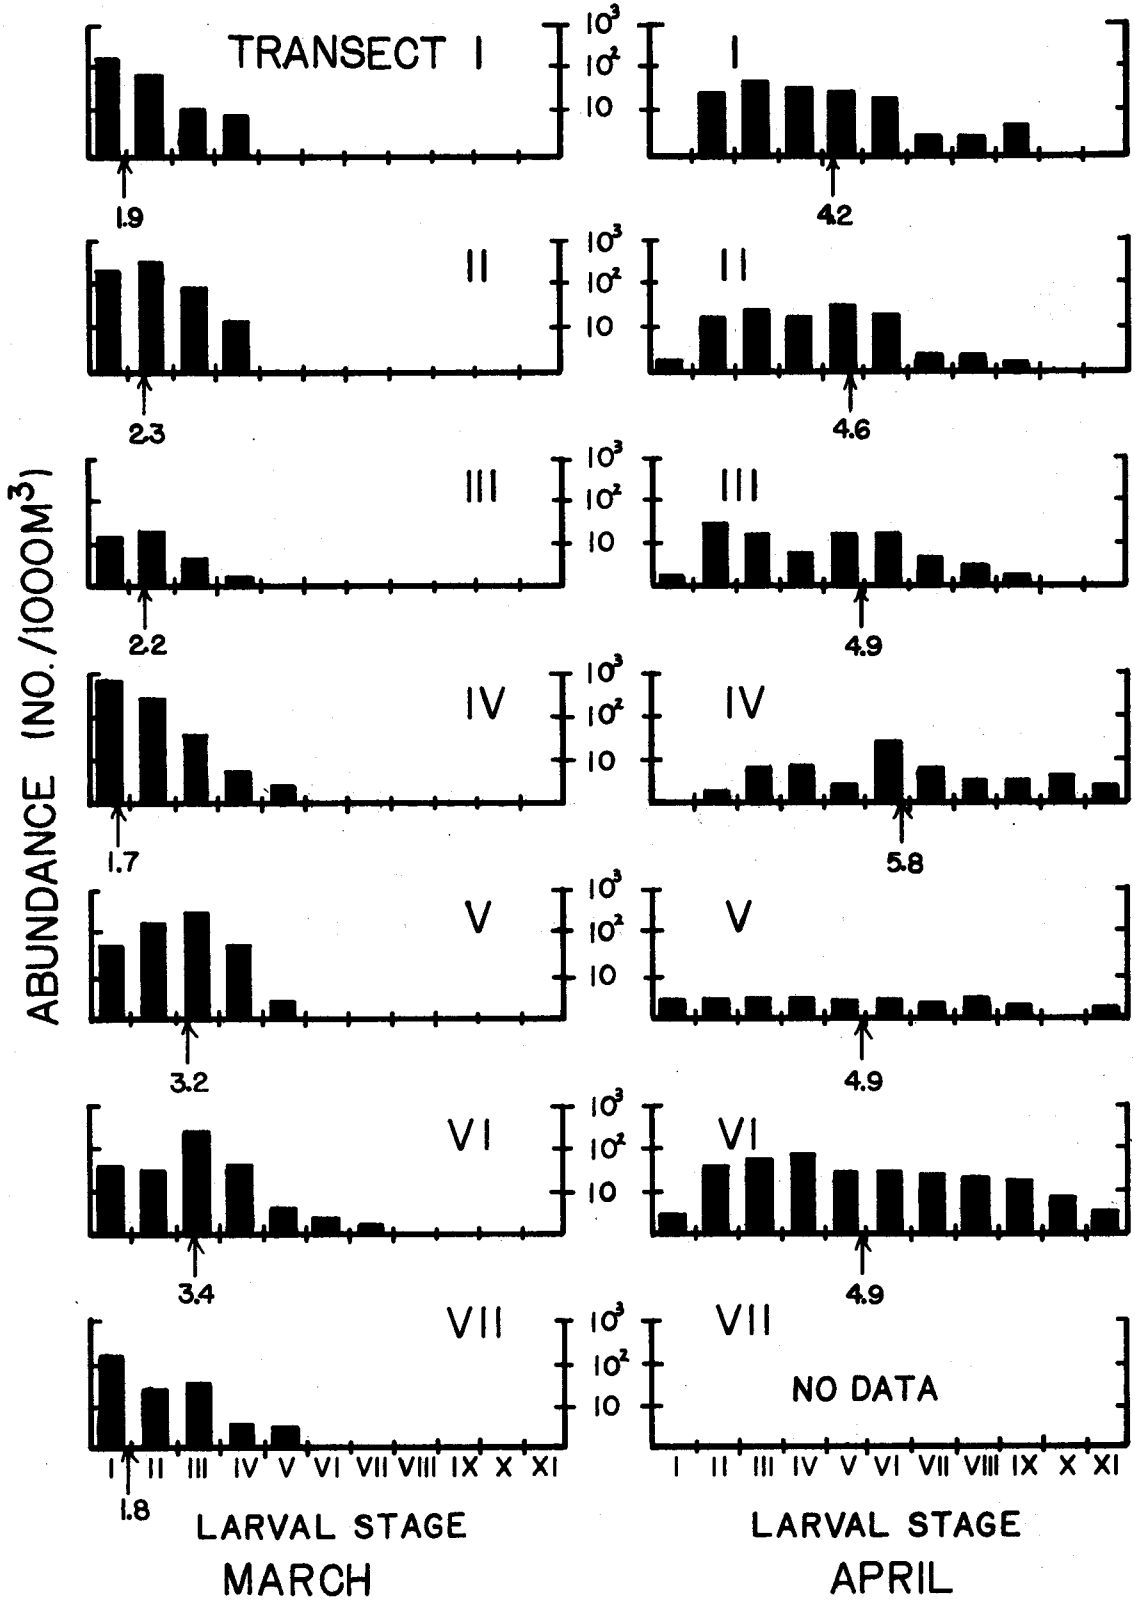 TRANSECT I
10³
10²
10
I
1.9
4.2
II
10³
10²
10
II
2.3
4.6
III
10³
10²
10
III
2.2
4.9
IV
10³
10²
10
IV
1.7
5.8
V
10³
10²
10
V
3.2
4.9
VI
10³
10²
10
VI
3.4
4.9
VII
10³
10²
10
VII
NO DATA
ABUNDANCE (NO./1000M³)
I II III IV V VI VII VIII IX X XI
I II III IV V VI VII VIII IX X XI
1.8
LARVAL STAGE
LARVAL STAGE
MARCH
APRIL